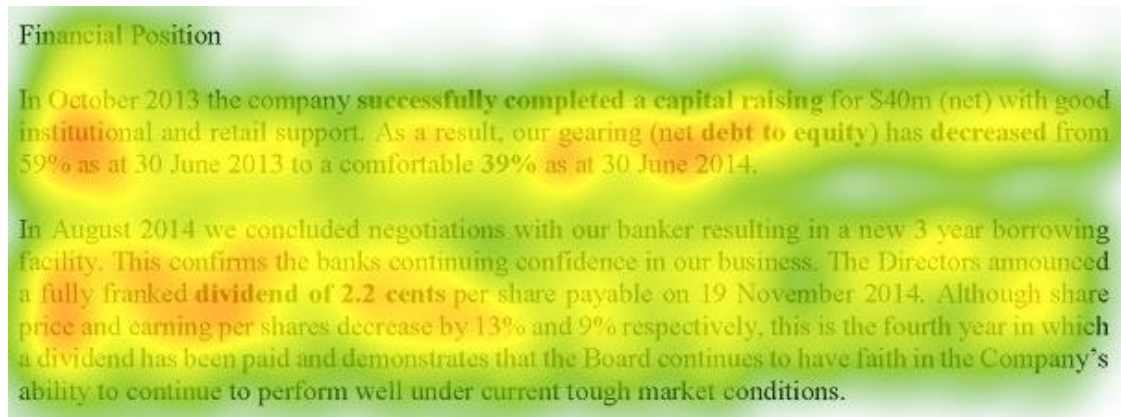 Financial Position
In October 2013 the company successfully completed a capital raising for $40m (net) with good
institutional and retail support. As a result, our gearing (net debt to equity) has decreased from
59% as at 30 June 2013 to a comfortable 39% as at 30 June 2014.
In August 2014 we concluded negotiations with our banker resulting in a new 3 year borrowing
facility. This confirms the banks continuing confidence in our business. The Directors announced
a fully franked dividend of 2.2 cents per share payable on 19 November 2014. Although share
price and earning per shares decrease by 13% and 9% respectively, this is the fourth year in which
a dividend has been paid and demonstrates that the Board continues to have faith in the Company's
ability to continue to perform well under current tough market conditions.